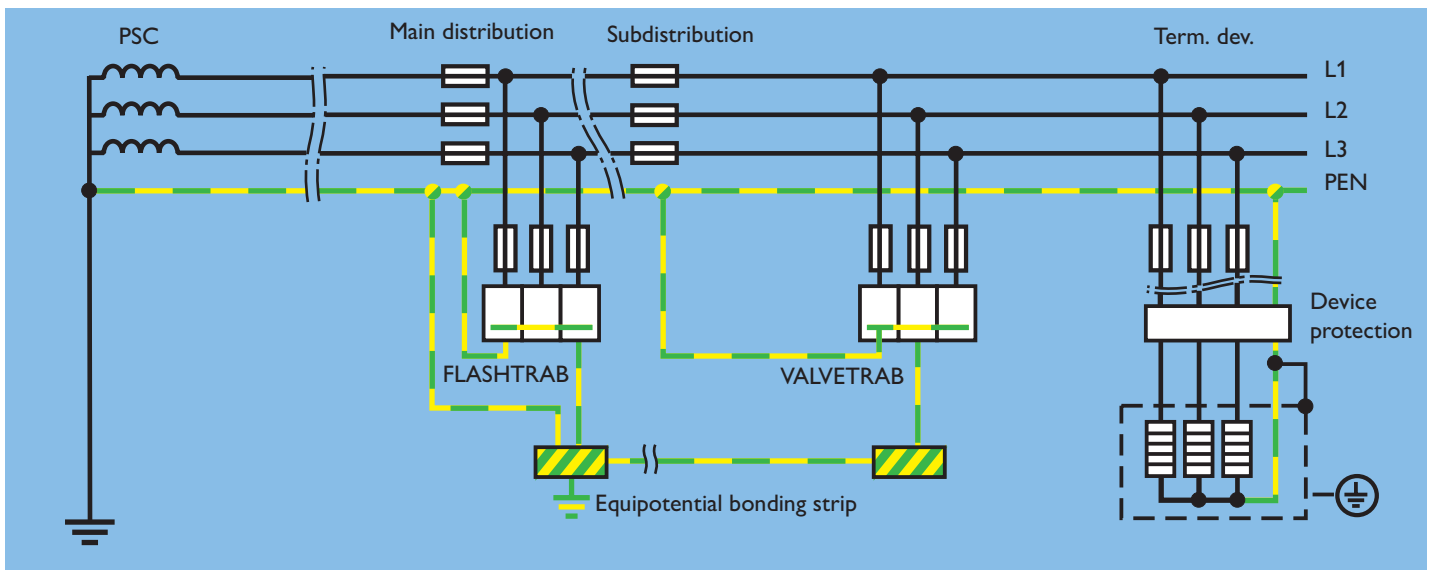 PSC
Main distribution
Subdistribution
Term. dev.
L1
L2
L3
PEN
Device
protection
FLASHTRAB
VALVETRAB
Equipotential bonding strip